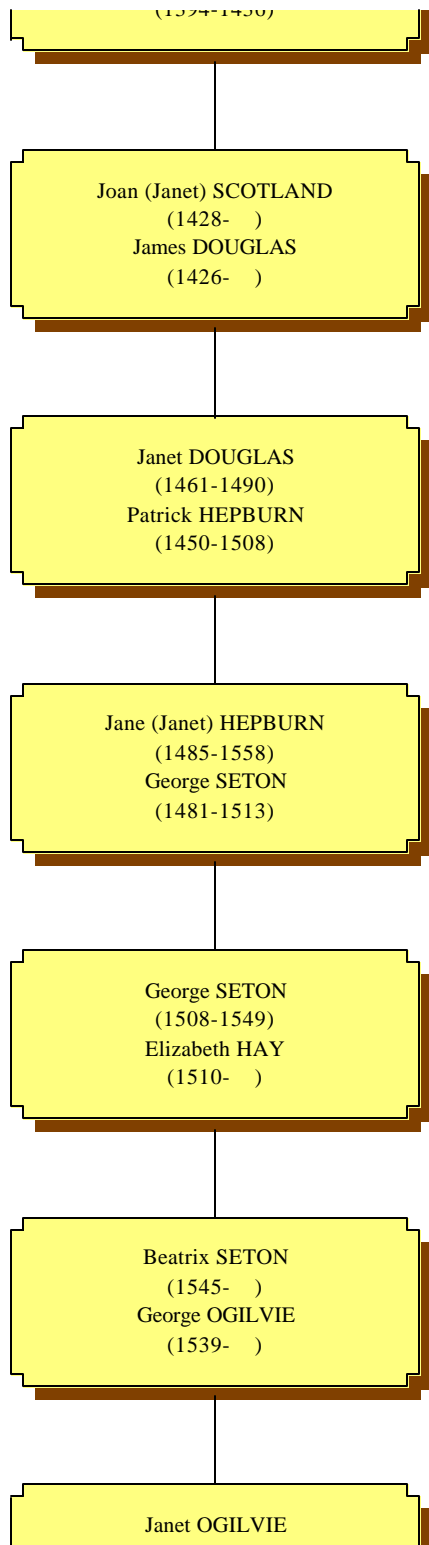 Joan (Janet) SCOTLAND
(1428-    )
James DOUGLAS
(1426-    )
Janet DOUGLAS
(1461-1490)
Patrick HEPBURN
(1450-1508)
Jane (Janet) HEPBURN
(1485-1558)
George SETON
(1481-1513)
George SETON
(1508-1549)
Elizabeth HAY
(1510-    )
Beatrix SETON
(1545-    )
George OGILVIE
(1539-    )
Janet OGILVIE